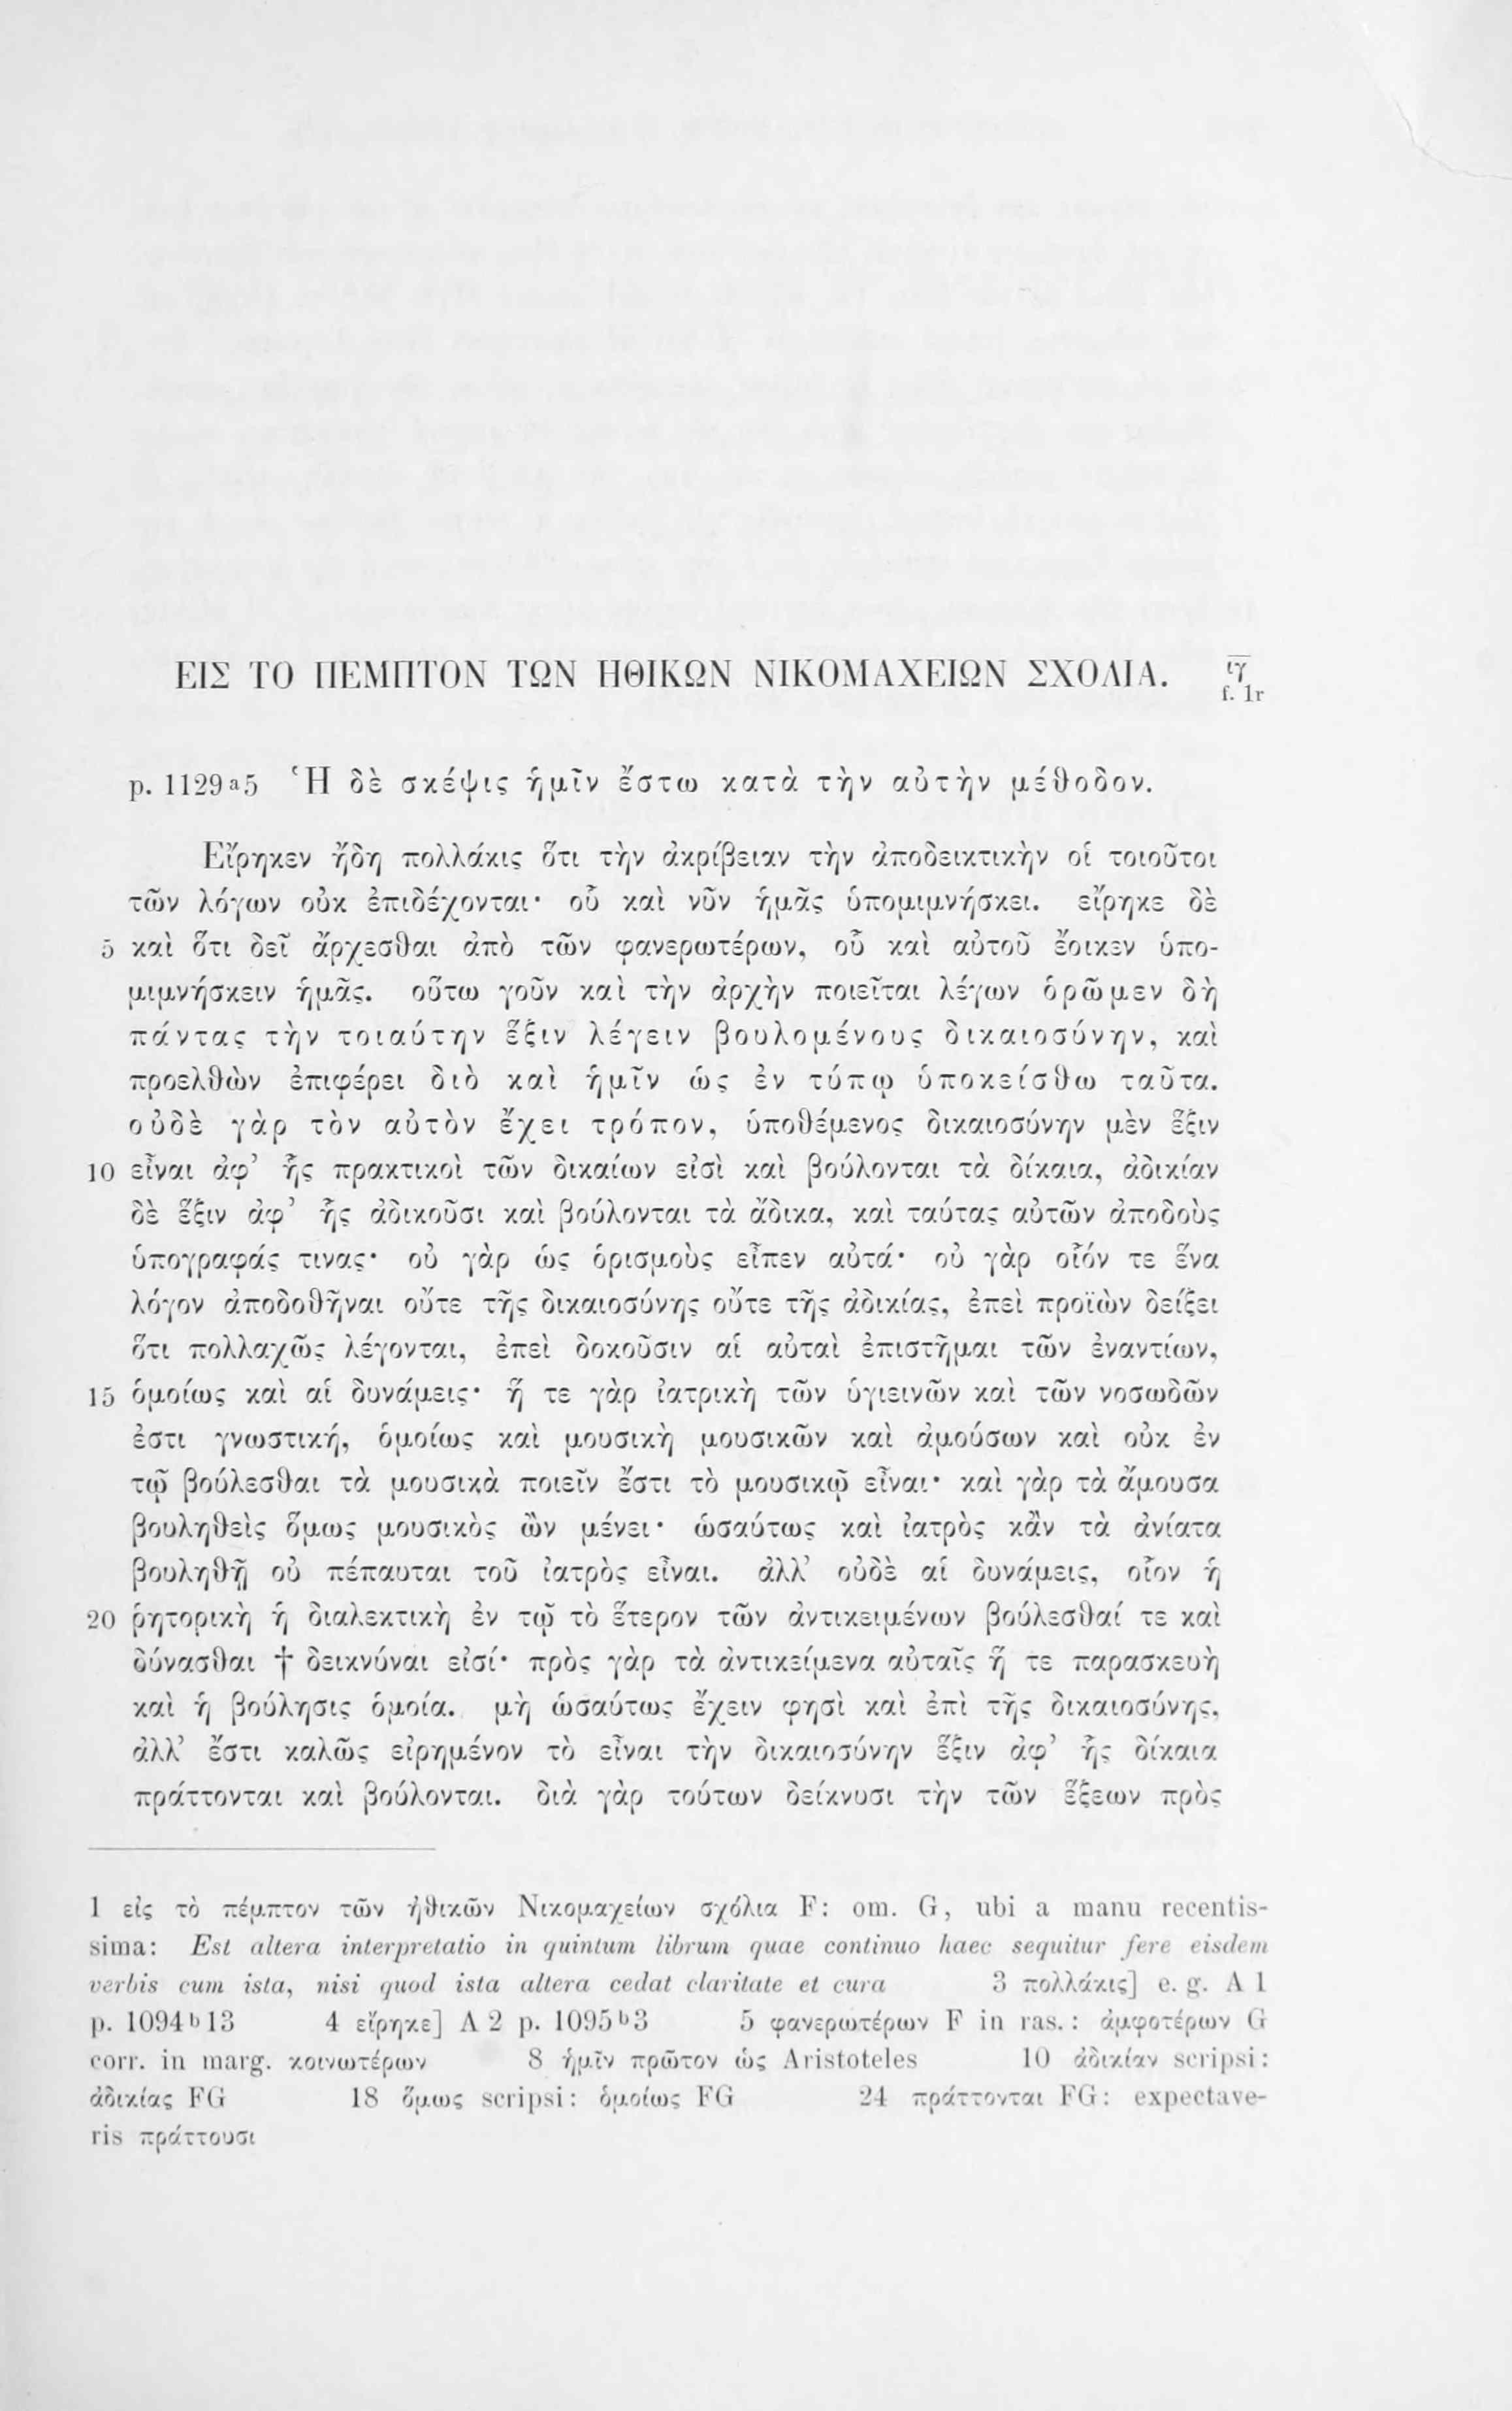 ΕΙΣ ΤΟ ΠΕΜΠΤΟΝ ΤΩΝ ΗΘΙΚΩΝ ΝΙΚΟΜΑΧΕΙΩΝ ΣΧΟΛΙΑ. ιγ
f. 1r
p. 1129 a 5 Ἡ δὲ σκέψις ἡμῖν ἔστω κατὰ τὴν αὐτὴν μέθοδον.
Εἴρηκεν ἤδη πολλάκις ὅτι τὴν ἀκρίβειαν τὴν ἀποδεικτικὴν οἱ τοιοῦτοι
τῶν λόγων οὐκ ἐπιδέχονται· οὗ καὶ νῦν ἡμᾶς ὑπομιμνήσκει. εἴρηκε δὲ
5 καὶ ὅτι δεῖ ἄρχεσθαι ἀπὸ τῶν φανερωτέρων, οὗ καὶ αὐτοῦ ἔοικεν ὑπο-
μιμνήσκειν ἡμᾶς. οὕτω γοῦν καὶ τὴν ἀρχὴν ποιεῖται λέγων ὁρῶμεν δὴ
πάντας τὴν τοιαύτην ἕξιν λέγειν βουλομένους δικαιοσύνην, καὶ
προελθὼν ἐπιφέρει διὸ καὶ ἡμῖν ὡς ἐν τύπῳ ὑποκείσθω ταῦτα.
οὐδὲ γὰρ τὸν αὐτὸν ἔχει τρόπον, ὑποθέμενος δικαιοσύνην μὲν ἕξιν
10 εἶναι ἀφ’ ἧς πρακτικοὶ τῶν δικαίων εἰσὶ καὶ βούλονται τὰ δίκαια, ἀδικίαν
δὲ ἕξιν ἀφ’ ἧς ἀδικοῦσι καὶ βούλονται τὰ ἄδικα, καὶ ταύτας αὐτῶν ἀποδοὺς
ὑπογραφάς τινας· οὐ γὰρ ὡς ὁρισμοὺς εἶπεν αὐτά· οὐ γὰρ οἷόν τε ἕνα
λόγον ἀποδοθῆναι οὔτε τῆς δικαιοσύνης οὔτε τῆς ἀδικίας, ἐπεὶ προϊὼν δείξει
ὅτι πολλαχῶς λέγονται, ἐπεὶ δοκοῦσιν αἱ αὐταὶ ἐπιστῆμαι τῶν ἐναντίων,
15 ὁμοίως καὶ αἱ δυνάμεις· ἥ τε γὰρ ἰατρικὴ τῶν ὑγιεινῶν καὶ τῶν νοσωδῶν
ἐστι γνωστική, ὁμοίως καὶ μουσικὴ μουσικῶν καὶ ἀμούσων καὶ οὐκ ἐν
τῷ βούλεσθαι τὰ μουσικὰ ποιεῖν ἔστι τὸ μουσικῷ εἶναι· καὶ γὰρ τὰ ἄμουσα
βουληθεὶς ὅμως μουσικὸς ὢν μένει· ὡσαύτως καὶ ἰατρὸς κἂν τὰ ἀνίατα
βουληθῇ οὐ πέπαυται τοῦ ἰατρὸς εἶναι. ἀλλ’ οὐδὲ αἱ δυνάμεις, οἷον ἡ
20 ῥητορικὴ ἡ διαλεκτικὴ ἐν τῷ τὸ ἕτερον τῶν ἀντικειμένων βούλεσθαί τε καὶ
δύνασθαι † δεικνύναι εἰσί· πρὸς γὰρ τὰ ἀντικείμενα αὐταῖς ἥ τε παρασκευὴ
καὶ ἡ βούλησις ὁμοία. μὴ ὡσαύτως ἔχειν φησὶ καὶ ἐπὶ τῆς δικαιοσύνης,
ἀλλ’ ἔστι καλῶς εἰρημένον τὸ εἶναι τὴν δικαιοσύνην ἕξιν ἀφ’ ἧς δίκαια
πράττονται καὶ βούλονται. διὰ γὰρ τούτων δείκνυσι τὴν τῶν ἕξεων πρὸς
1 εἰς τὸ πέμπτον τῶν ἠθικῶν Νικομαχείων σχόλια F: om. G, ubi a manu recentis-
sima: Est altera interpretatio in quintum librum quae continuo haec sequitur fere eisdem
verbis cum ista, nisi quod ista altera cedat claritate et cura 3 πολλάκις] e. g. A 1
p. 1094 b 13 4 εἴρηκε] A 2 p. 1095 b 3 5 φανερωτέρων F in ras.: ἀμφοτέρων G
corr. in marg. κοινωτέρων 8 ἡμῖν πρῶτον ὡς Aristoteles 10 ἀδικίαν scripsi:
ἀδικίας FG 18 ὅμως scripsi: ὁμοίως FG 24 πράττονται FG: expectave-
ris πράττουσι